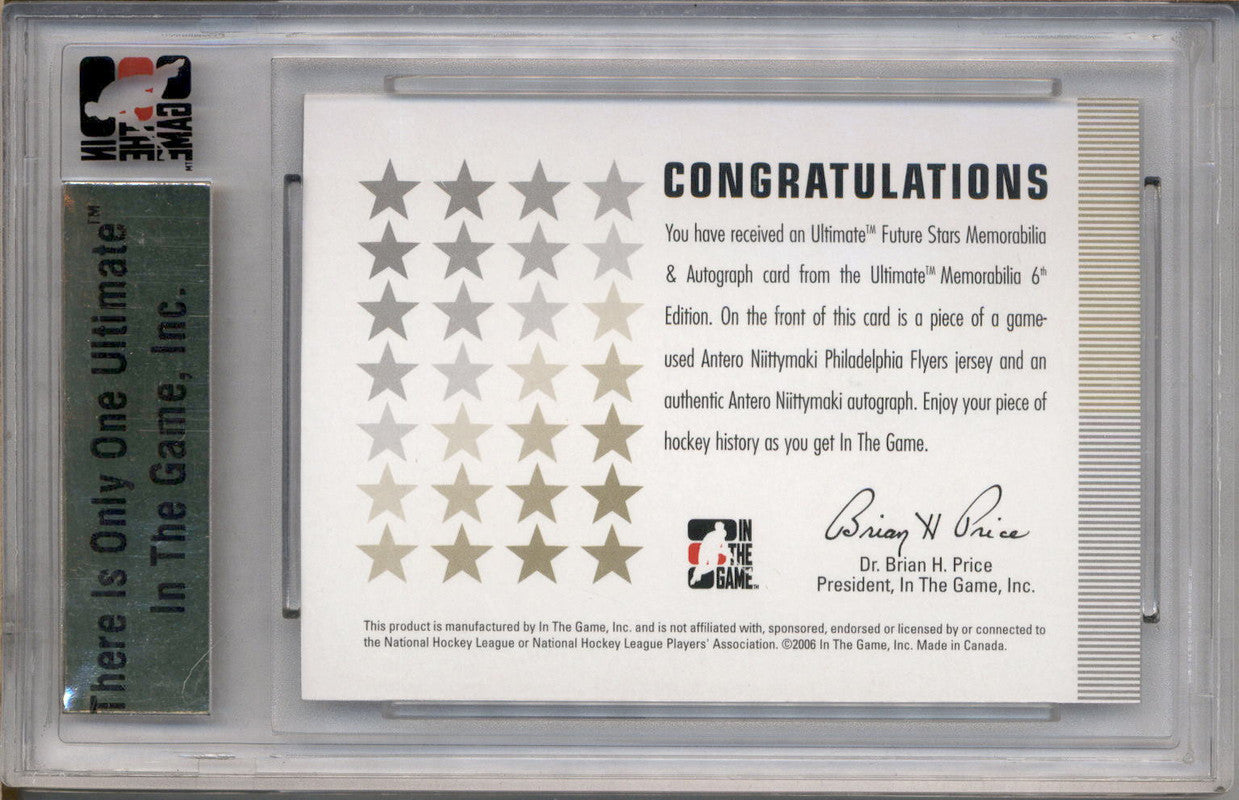 IN
THE
GAME
TM
There Is Only One Ultimate™
In The Game, Inc.
CONGRATULATIONS
You have received an Ultimate™ Future Stars Memorabilia
& Autograph card from the Ultimate™ Memorabilia 6th
Edition. On the front of this card is a piece of a game-
used Antero Niittymaki Philadelphia Flyers jersey and an
authentic Antero Niittymaki autograph. Enjoy your piece of
hockey history as you get In The Game.
IN
THE
GAME™
Brian H Price
Dr. Brian H. Price
President, In The Game, Inc.
This product is manufactured by In The Game, Inc. and is not affiliated with, sponsored, endorsed or licensed by or connected to
the National Hockey League or National Hockey League Players' Association. ©2006 In The Game, Inc. Made in Canada.